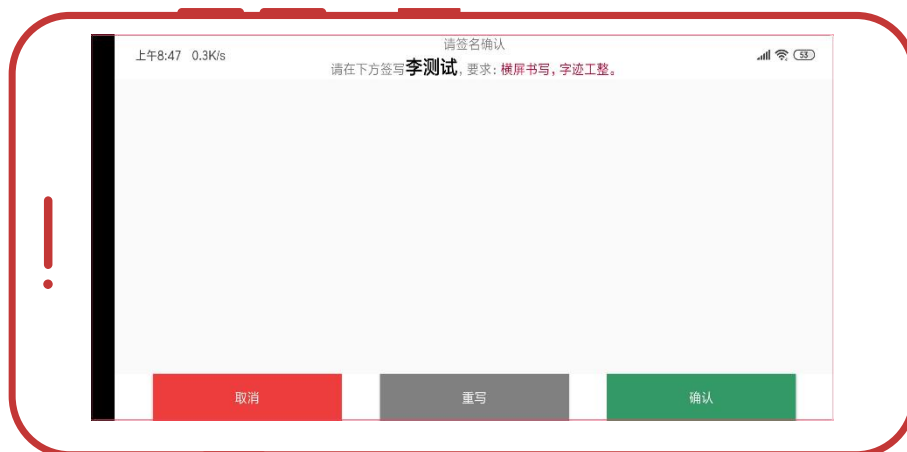 请签名确认
上午8:47 0.3K/s 53
请在下方签写李测试, 要求: 横屏书写, 字迹工整。
取消 重写 确认